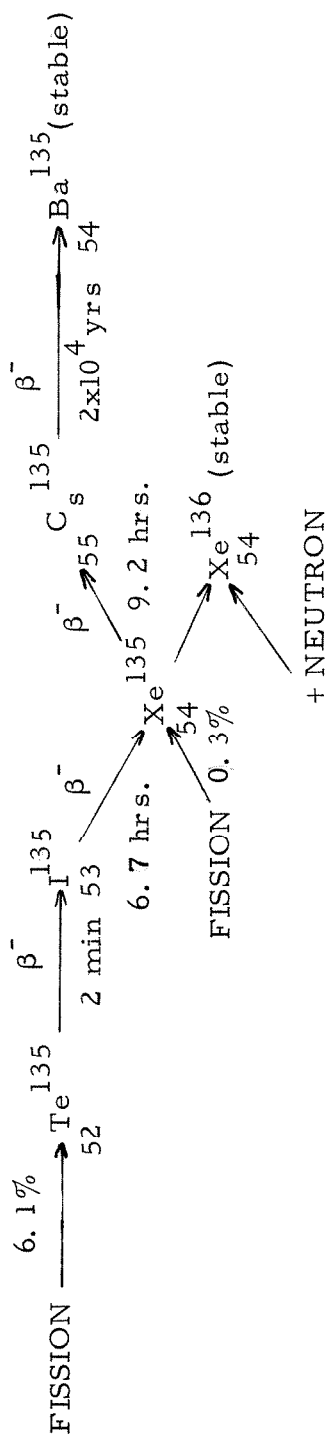 FISSION 6.1% 52 Te 135
β⁻
2 min 53 I 135
β⁻
6.7 hrs.
54 Xe 135
FISSION 0.3%
β⁻
9.2 hrs.
55 Cs 135
β⁻
2x10⁴ yrs 54 Ba 135 (stable)
54 Xe 136 (stable)
+ NEUTRON